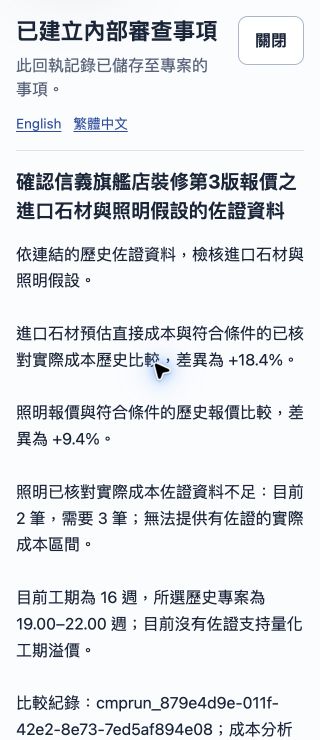 已建立內部審查事項
關閉
此回執記錄已儲存至專案的
事項。
English 繁體中文
確認信義旗艦店裝修第3版報價之
進口石材與照明假設的佐證資料
依連結的歷史佐證資料，檢核進口石材與
照明假設。
進口石材預估直接成本與符合條件的已核
對實際成本歷史比較，差異為 +18.4%。
照明報價與符合條件的歷史報價比較，差
異為 +9.4%。
照明已核對實際成本佐證資料不足：目前
2 筆，需要 3 筆；無法提供有佐證的實際
成本區間。
目前工期為 16 週，所選歷史專案為
19.00–22.00 週；目前沒有佐證支持量化
工期溢價。
比較紀錄：cmprun_879e4d9e-011f-
42e2-8e73-7ed5af894e08；成本分析